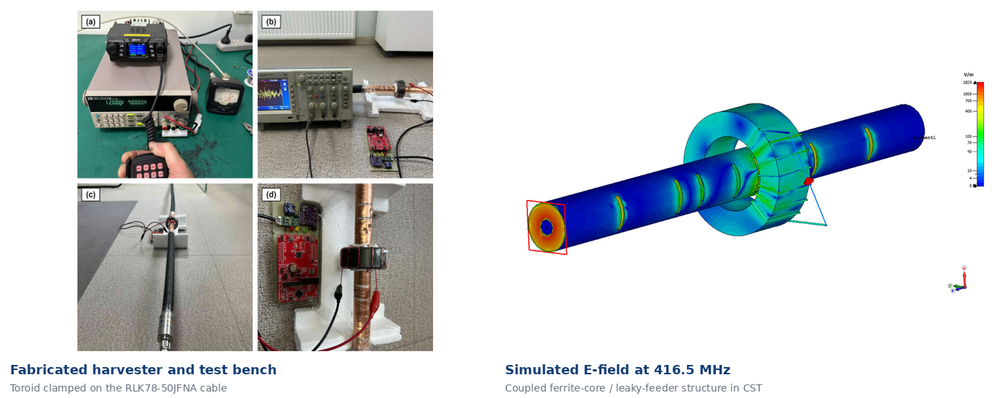 (a)
(b)
(c)
(d)
Fabricated harvester and test bench
Toroid clamped on the RLK78-50JFNA cable
V/m
1829
1000
700
400
100
70
40
10
4
0
Simulated E-field at 416.5 MHz
Coupled ferrite-core / leaky-feeder structure in CST